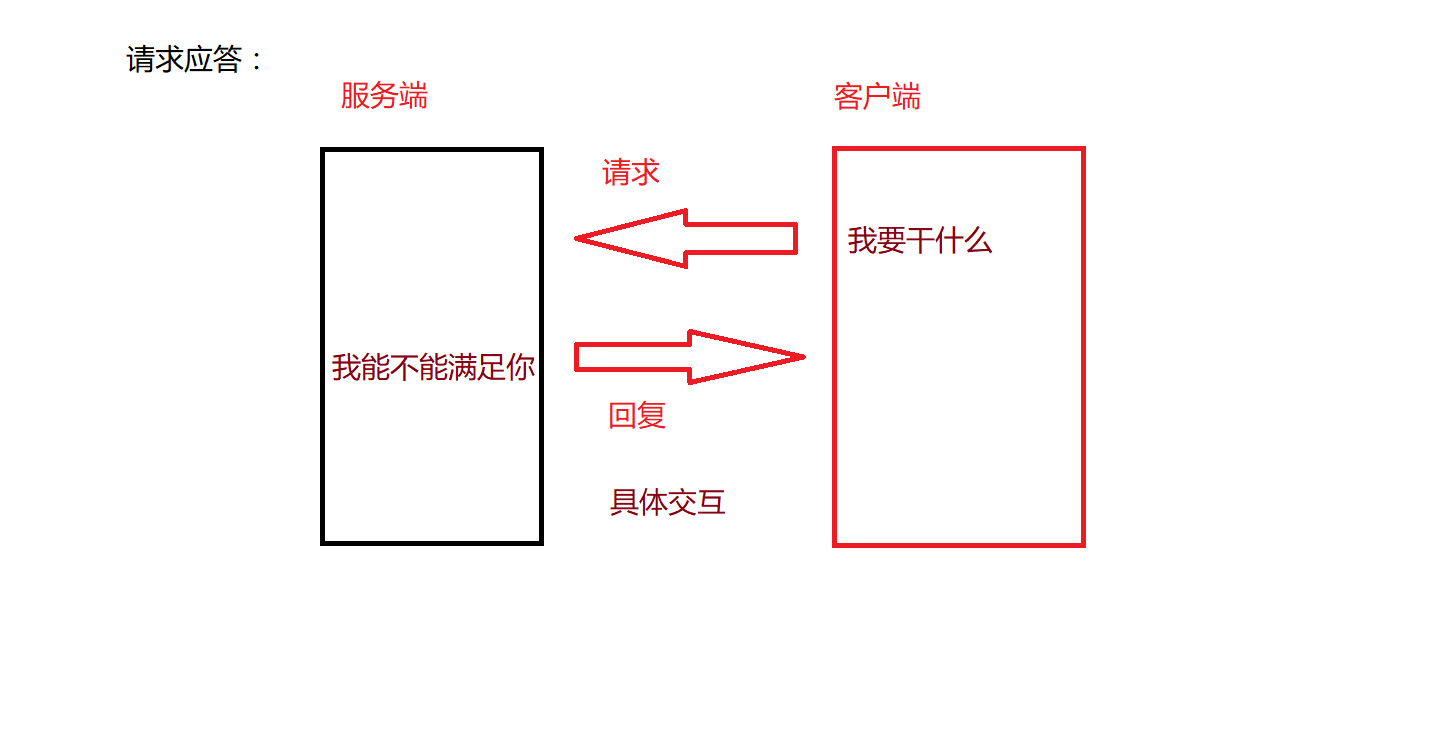 请求应答：
服务端
客户端
请求
我要干什么
我能不能满足你
回复
具体交互